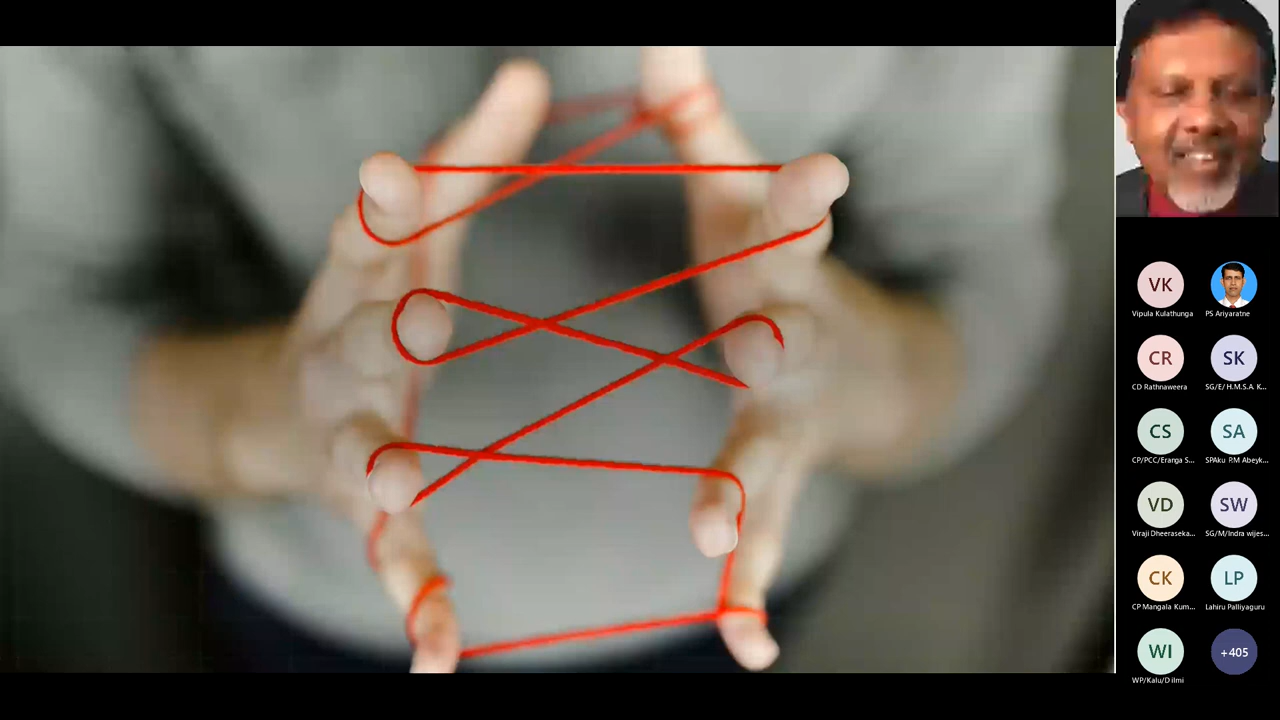 VK
Vipula Kulathunga
PS Ariyaratne
CR
CD Rathnaweera
SK
SG/E/ H.M.S.A. K...
CS
CP/PCC/Eranga S...
SA
SPAku P.M Abeyk...
VD
Viraji Dheeraseka...
SW
SG/M/Indra wijes...
CK
CP Mangala Kum...
LP
Lahiru Palliyaguru
WI
WP/Kalu/Dilmi
+405